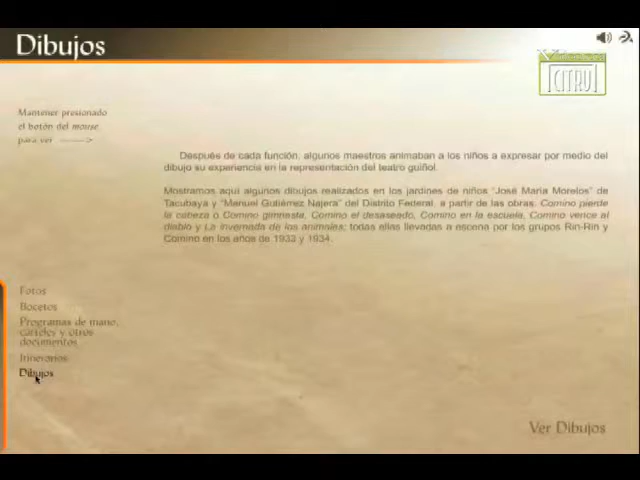 Dibujos
CITRU
Mantener presionado
el botón del mouse
para ver ----->
Después de cada función, algunos maestros animaban a los niños a expresar por medio del
dibujo su experiencia en la representación del teatro guiñol.
Mostramos aquí algunos dibujos realizados en los jardines de niños "José María Morelos" de
Tacubaya y "Manuel Gutiérrez Najera" del Distrito Federal, a partir de las obras: Comino pierde
la cabeza o Comino gimnasta, Comino el desaseado, Comino en la escuela, Comino vence al
diablo y La invernada de los animales; todas ellas llevadas a escena por los grupos Rin-Rin y
Comino en los años de 1933 y 1934.
Fotos
Bocetos
Programas de mano,
carteles y otros
documentos
Itinerarios
Dibujos
Ver Dibujos